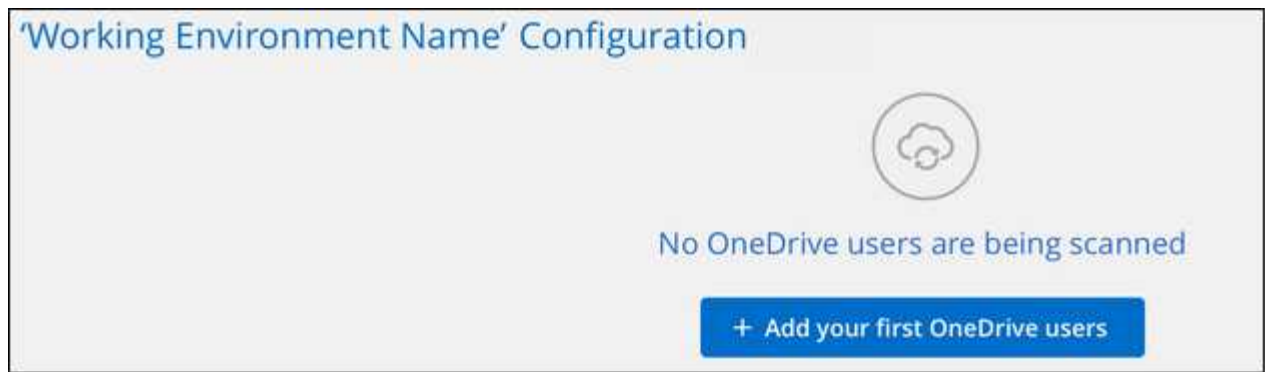 ‘Working Environment Name’ Configuration
No OneDrive users are being scanned
+ Add your first OneDrive users